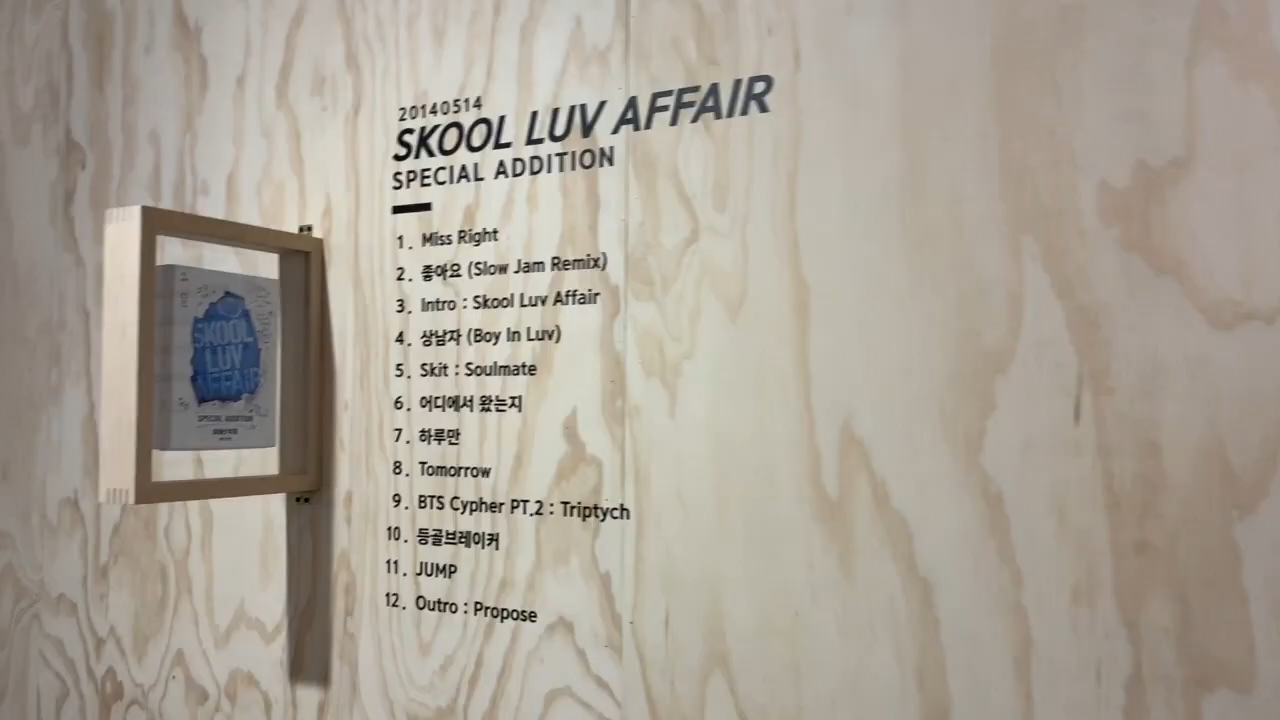 20140514
SKOOL LUV AFFAIR
SPECIAL ADDITION
1. Miss Right
2. 좋아요 (Slow Jam Remix)
3. Intro : Skool Luv Affair
4. 상남자 (Boy In Luv)
5. Skit : Soulmate
6. 어디에서 왔는지
7. 하루만
8. Tomorrow
9. BTS Cypher PT.2 : Triptych
10. 등골브레이커
11. JUMP
12. Outro : Propose
SKOOL
LUV
AFFAIR
SPECIAL ADDITION